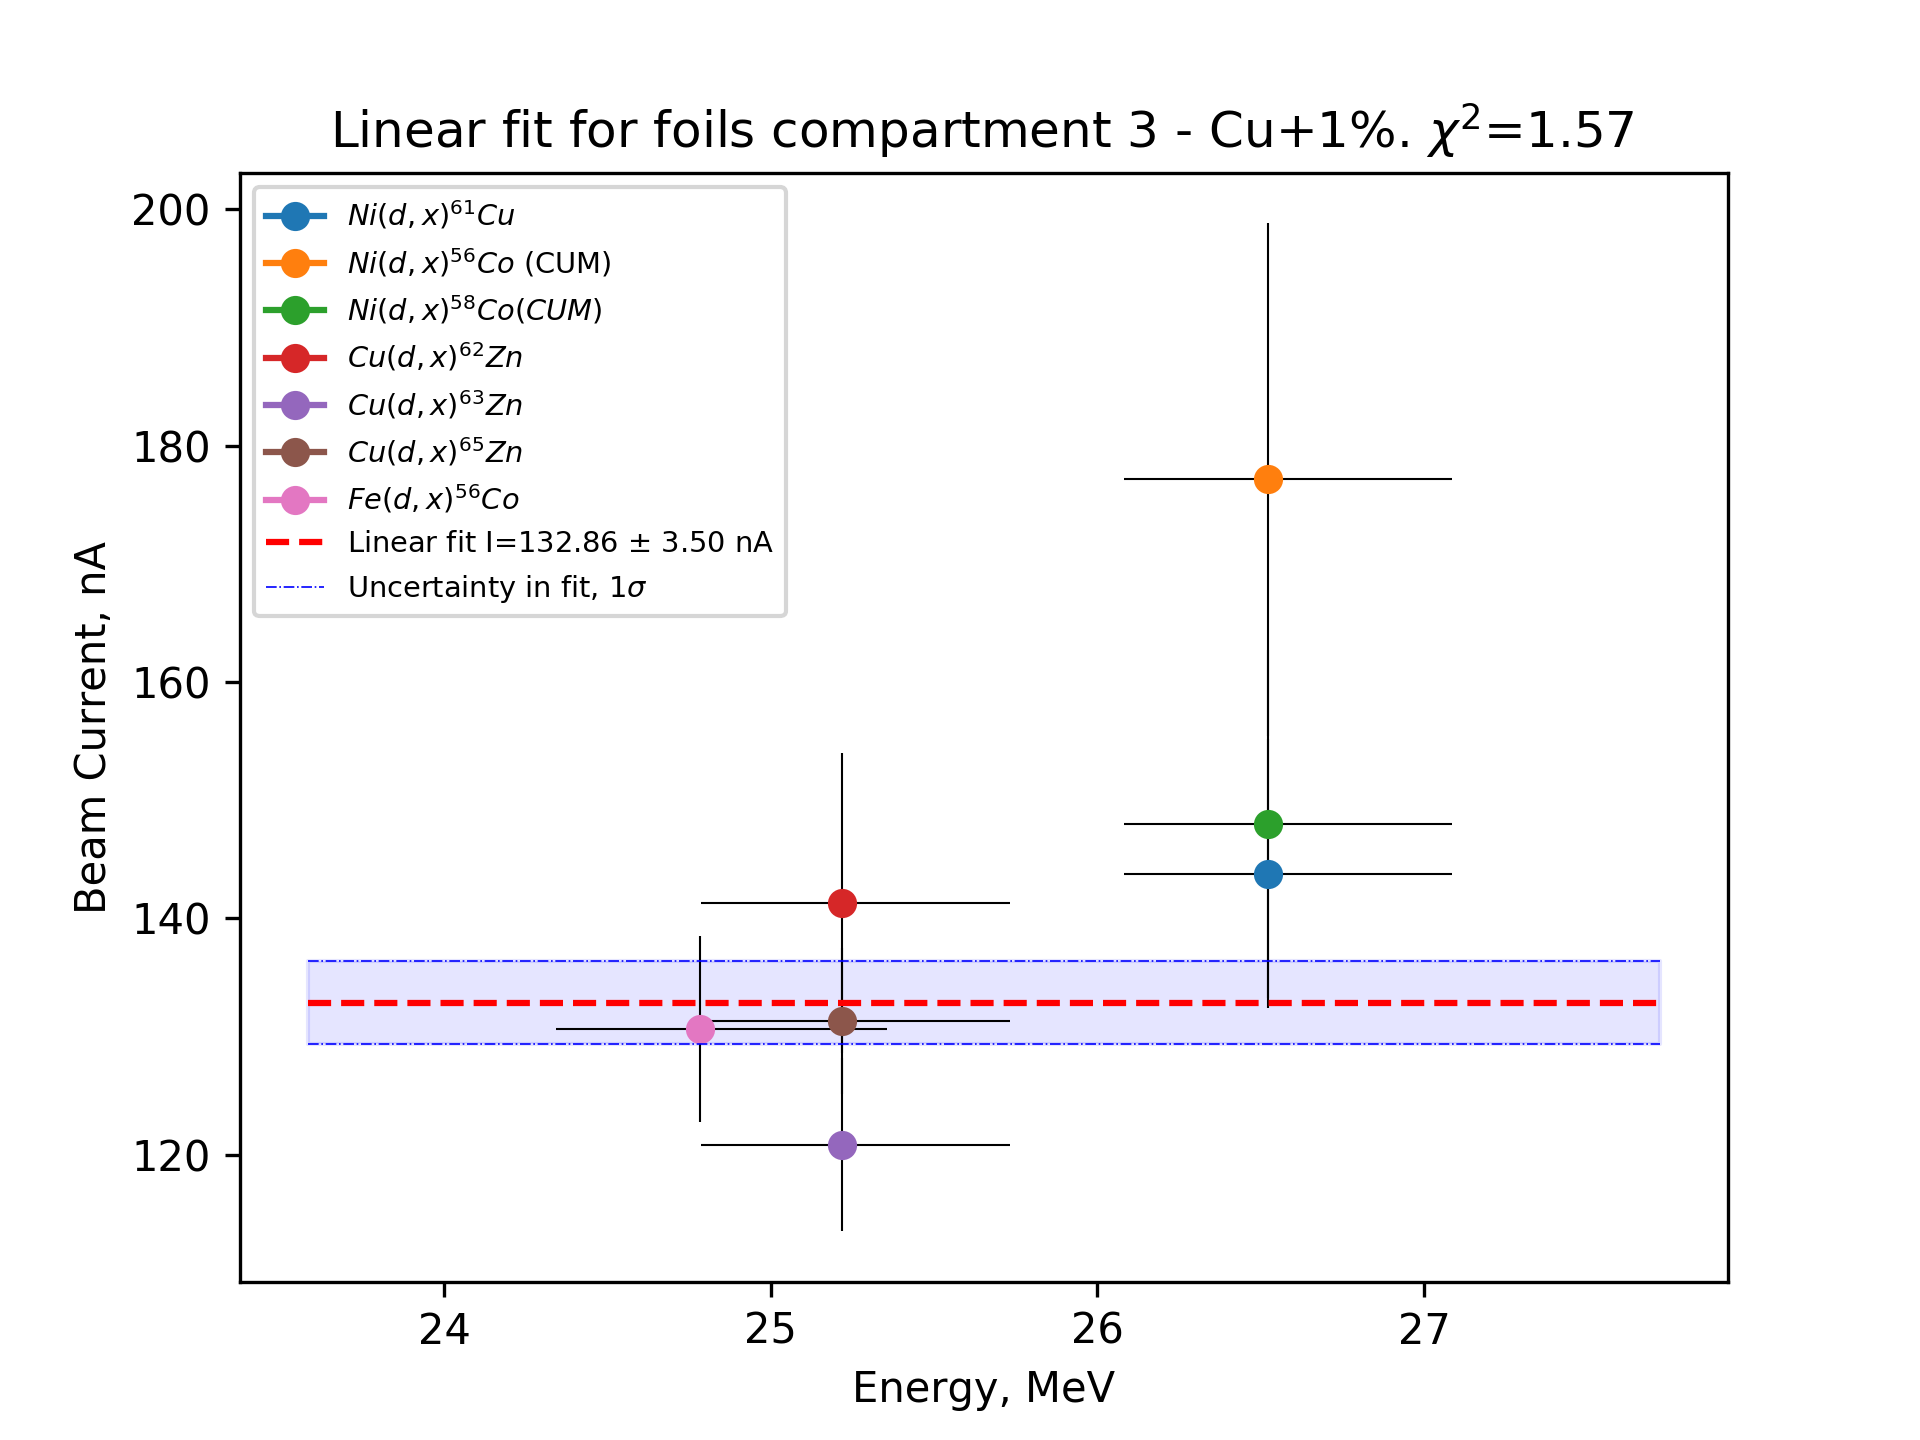 Linear fit for foils compartment 3 - Cu+1%. χ²=1.57
Ni(d, x)⁶¹Cu
Ni(d, x)⁵⁶Co (CUM)
Ni(d, x)⁵⁸Co(CUM)
Cu(d, x)⁶²Zn
Cu(d, x)⁶³Zn
Cu(d, x)⁶⁵Zn
Fe(d, x)⁵⁶Co
Linear fit I=132.86 ± 3.50 nA
Uncertainty in fit, 1σ
200
180
160
140
120
Beam Current, nA
24 25 26 27
Energy, MeV